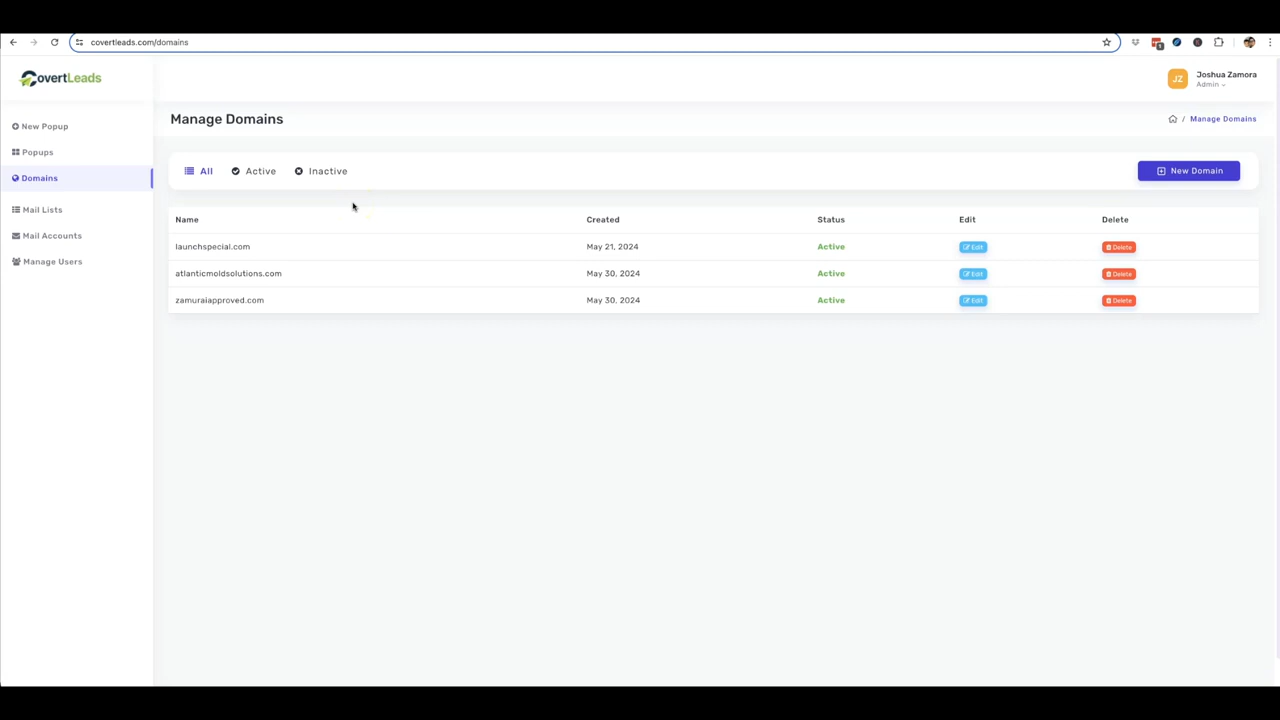 covertleads.com/domains
CovertLeads
Joshua Zamora
Admin
New Popup
Popups
Domains
Mail Lists
Mail Accounts
Manage Users
Manage Domains
/ Manage Domains
All Active Inactive
New Domain
Name Created Status Edit Delete
launchspecial.com May 21, 2024 Active Edit Delete
atlanticmoldsolutions.com May 30, 2024 Active Edit Delete
zamuraiapproved.com May 30, 2024 Active Edit Delete
JZ